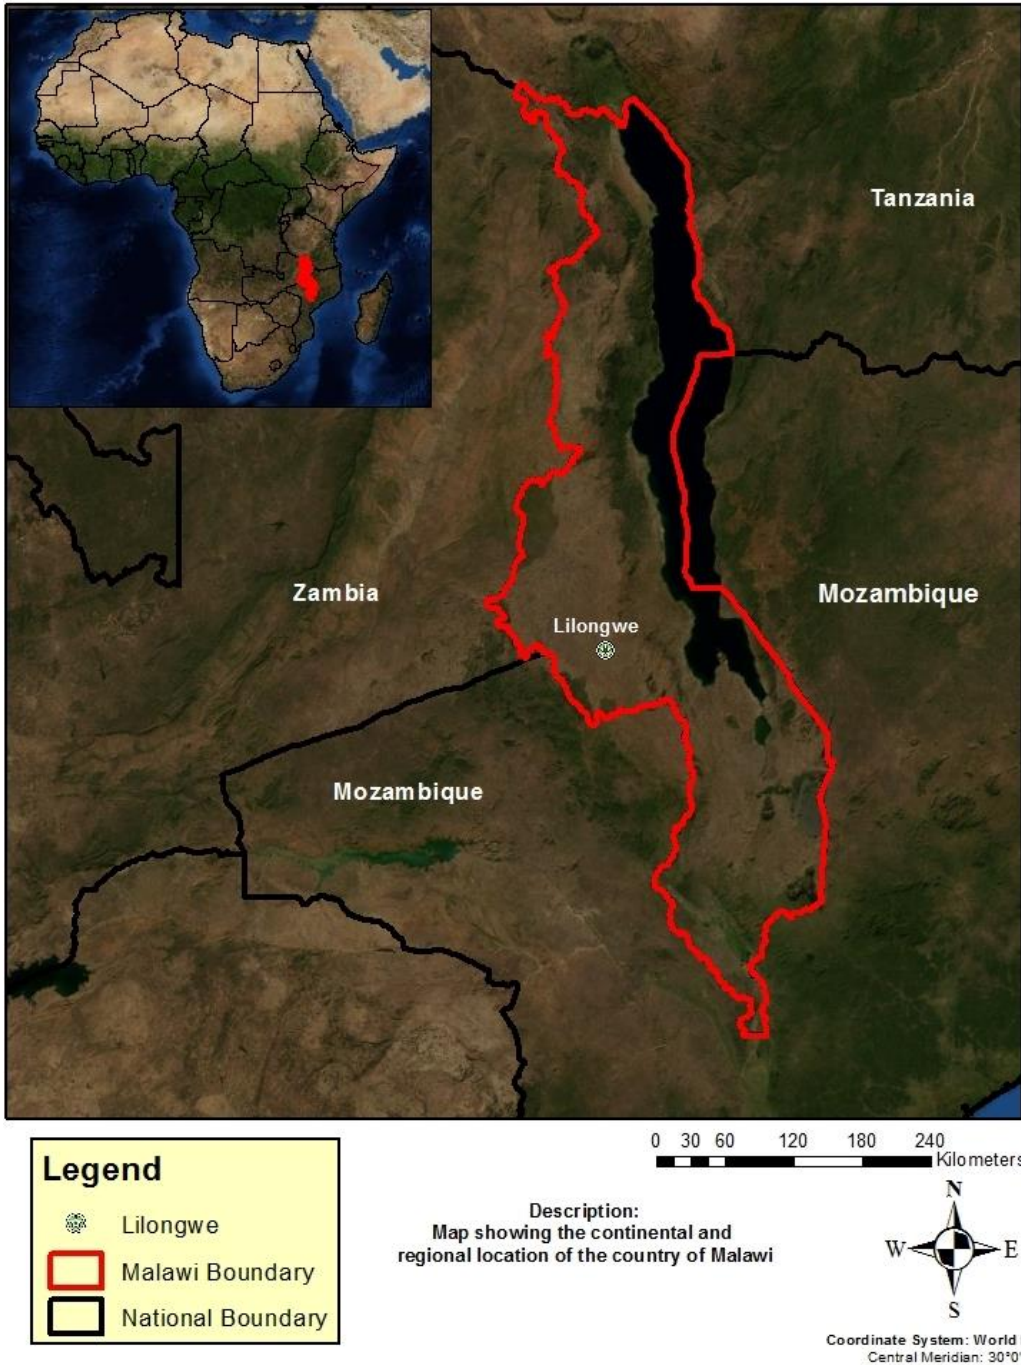 Tanzania
Zambia
Mozambique
Lilongwe
Mozambique
0 30 60 120 180 240
Kilometers
Legend
Lilongwe
Malawi Boundary
National Boundary
Description:
Map showing the continental and
regional location of the country of Malawi
N
W E
S
Coordinate System: World
Central Meridian: 30°0'